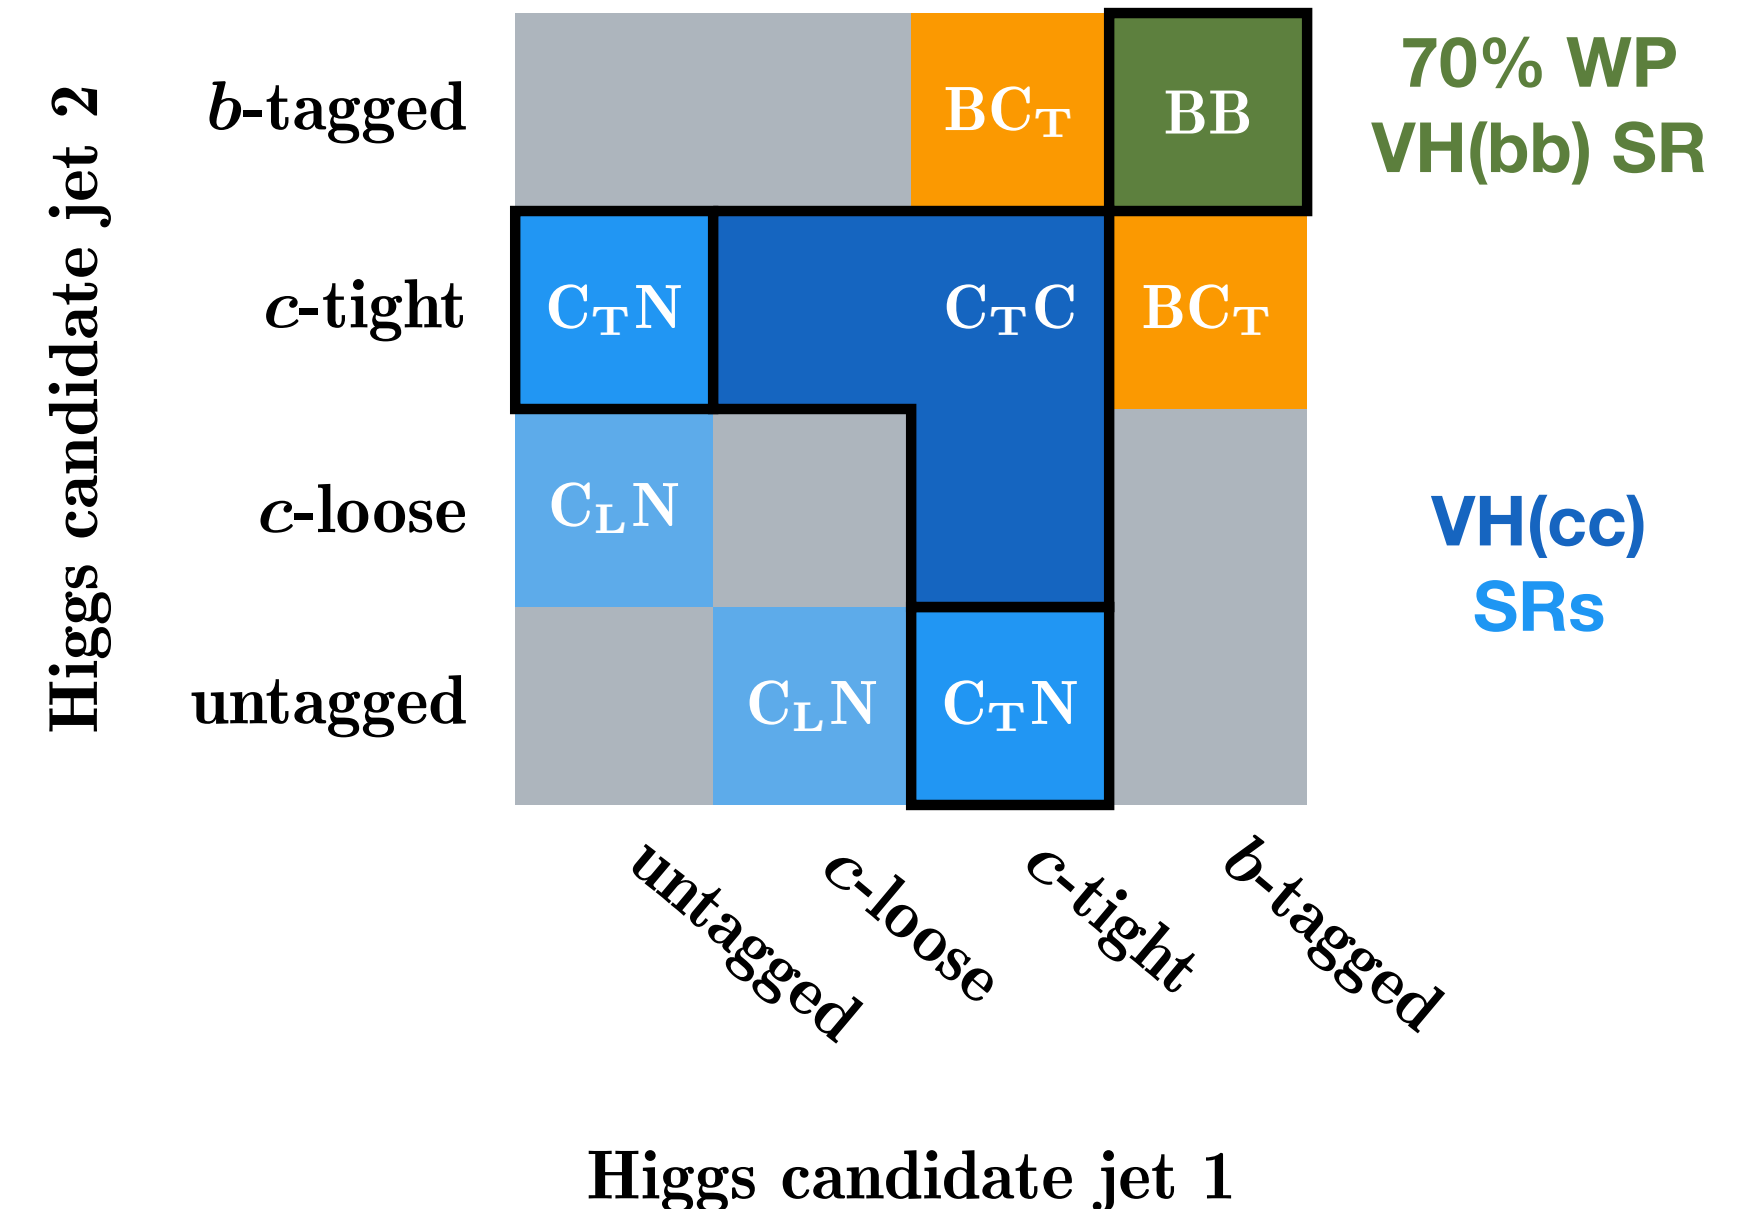 Higgs candidate jet 2
b-tagged
BC_T
BB
70% WP
VH(bb) SR
c-tight
C_TN
C_TC
BC_T
c-loose
C_LN
VH(cc)
SRs
untagged
C_LN
C_TN
untagged
c-loose
c-tight
b-tagged
Higgs candidate jet 1